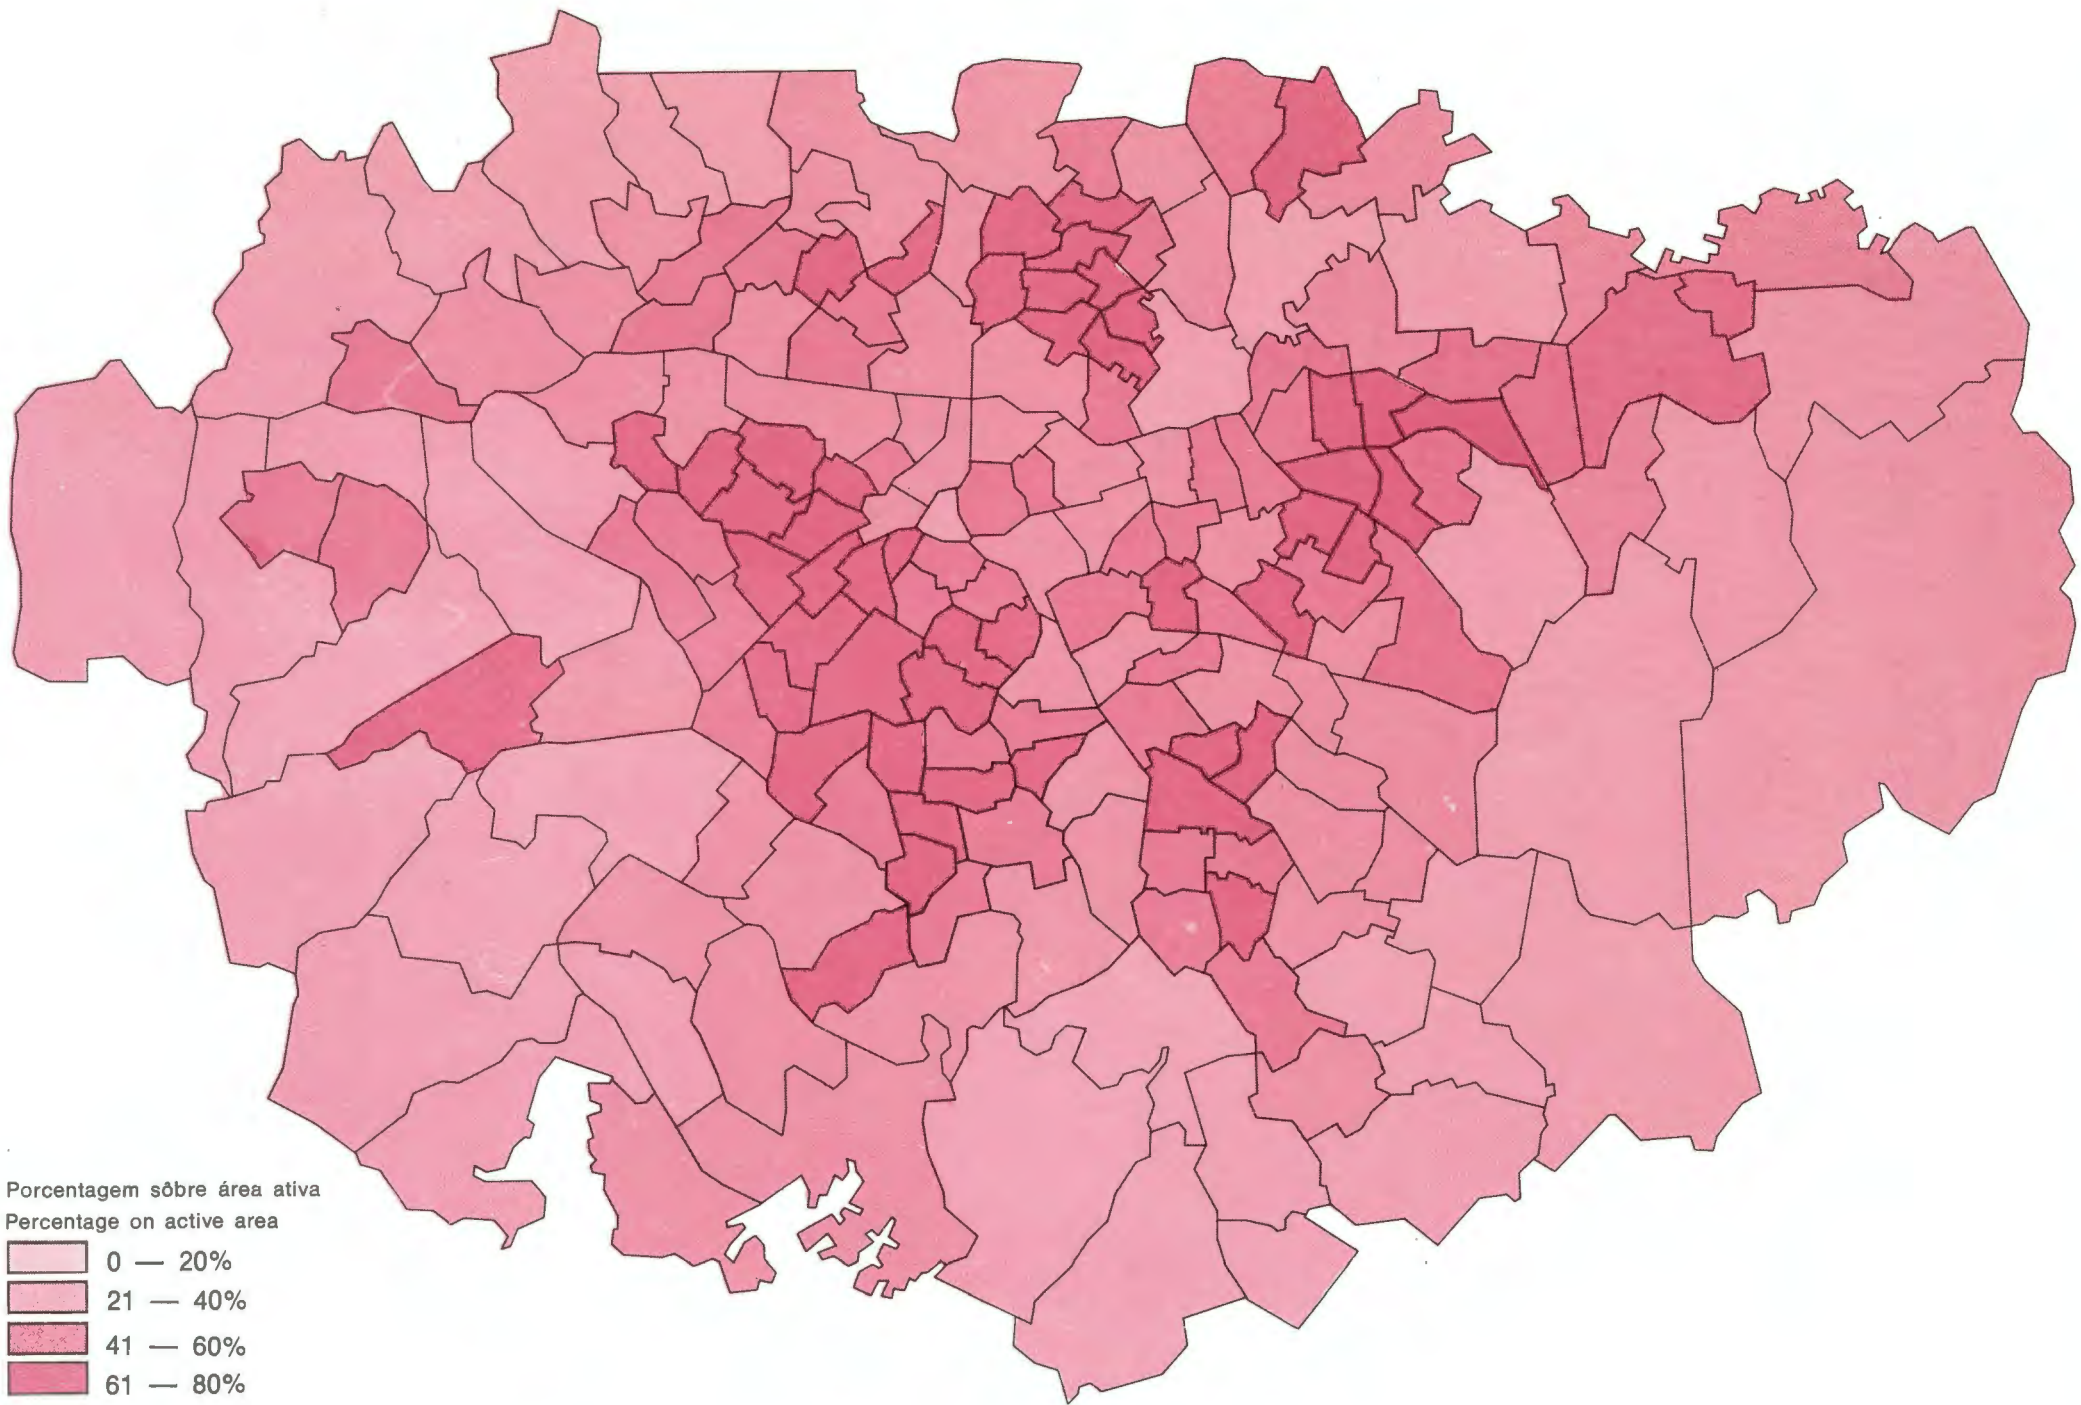 Porcentagem sôbre área ativa
Percentage on active area
0 — 20%
21 — 40%
41 — 60%
61 — 80%